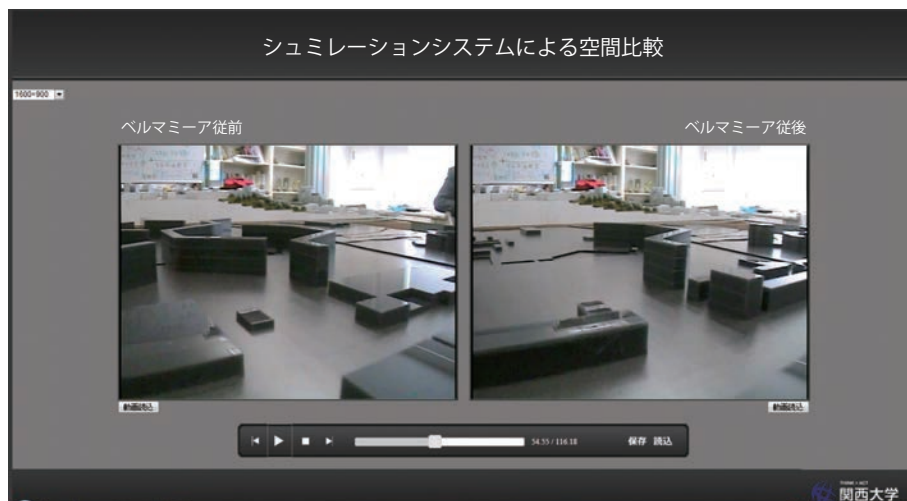 シュミレーションシステムによる空間比較
1600×900
ベルマミーア従前
ベルマミーア従後
動画読込
動画読込
54.55 / 116.18
保存 読込
THINK × ACT
関西大学